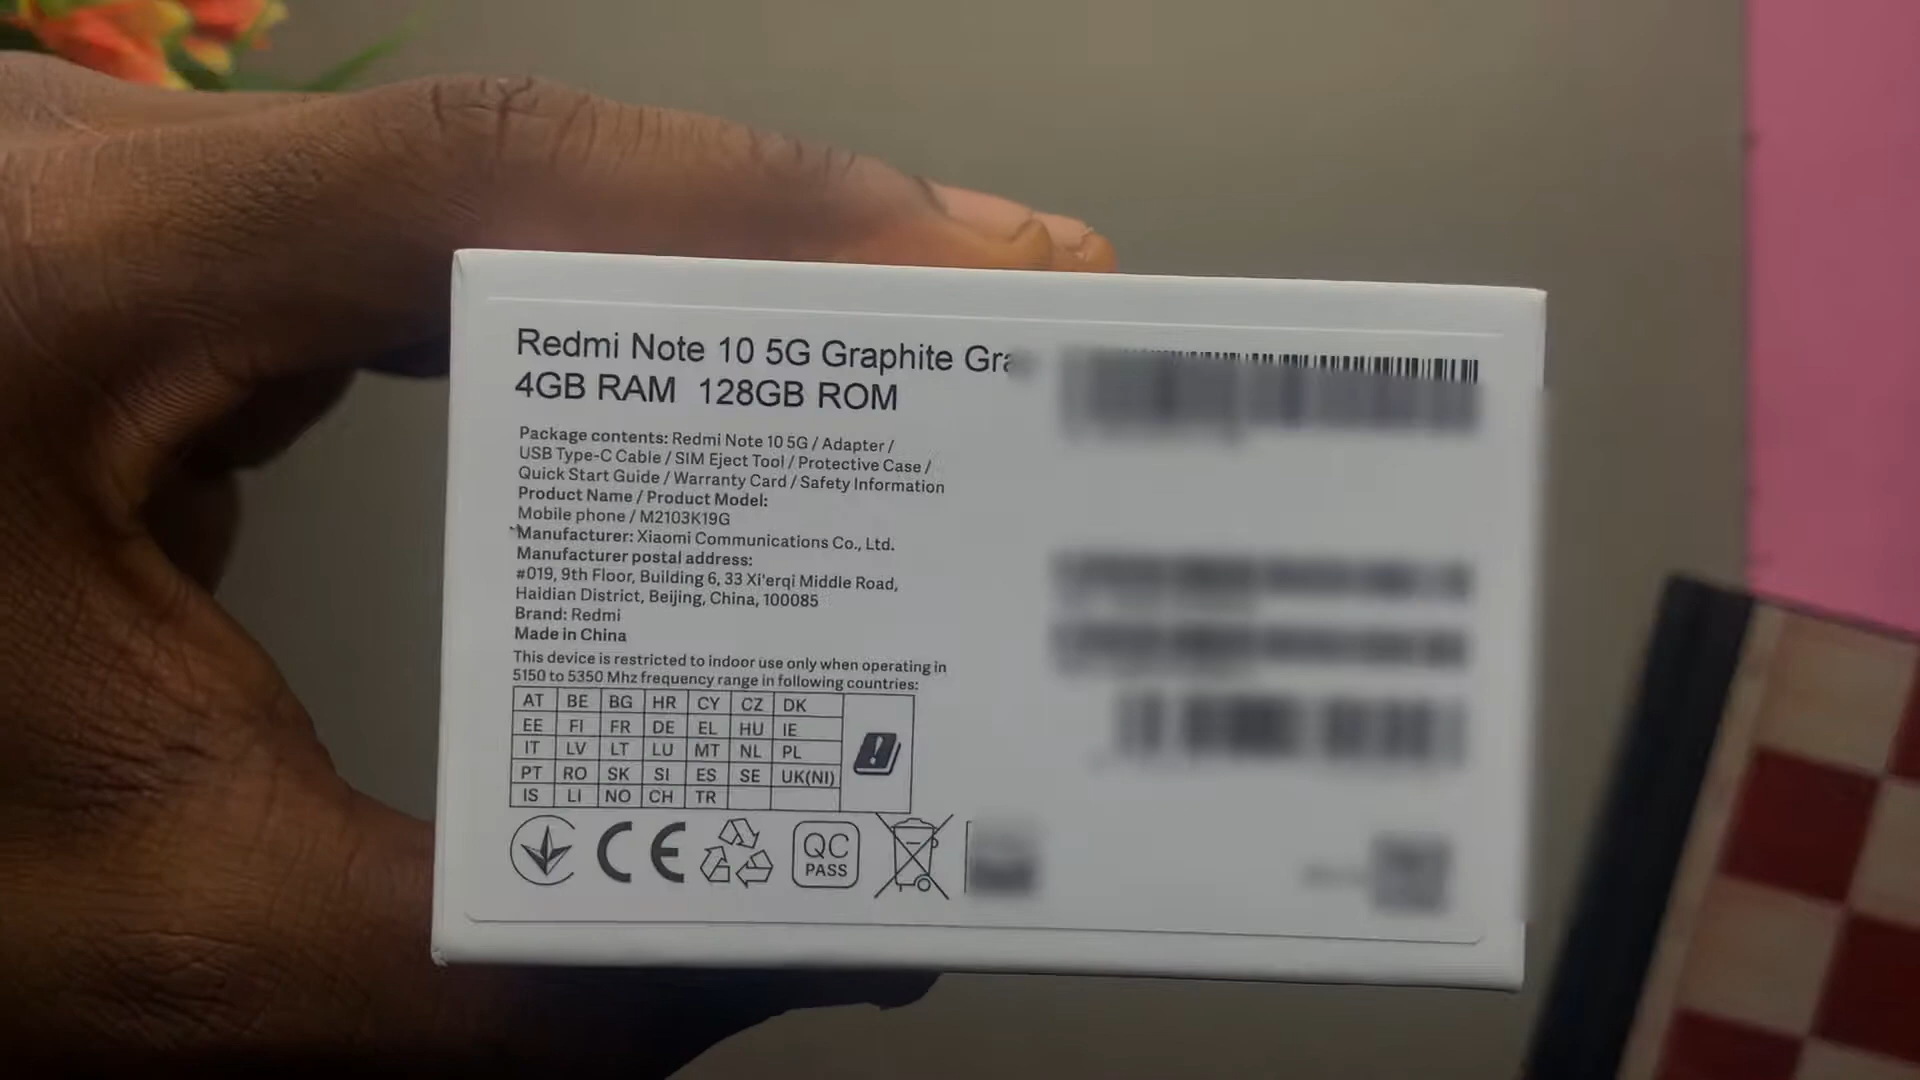 Redmi Note 10 5G Graphite
4GB RAM 128GB ROM
Package contents: Redmi Note 10 5G / Adapter /
USB Type-C Cable / SIM Eject Tool / Protective Case /
Quick Start Guide / Warranty Card / Safety Information
Product Name / Product Model:
Mobile phone / M2103K19G
Manufacturer: Xiaomi Communications Co., Ltd.
Manufacturer postal address:
#019, 9th Floor, Building 6, 33 Xi'erqi Middle Road,
Haidian District, Beijing, China, 100085
Brand: Redmi
Made in China
This device is restricted to indoor use only when operating in
5150 to 5350 Mhz frequency range in following countries:
AT BE BG HR CY CZ DK
EE FI FR DE EL HU IE
IT LV LT LU MT NL PL
PT RO SK SI ES SE UK(NI)
IS LI NO CH TR
CE QC
PASS